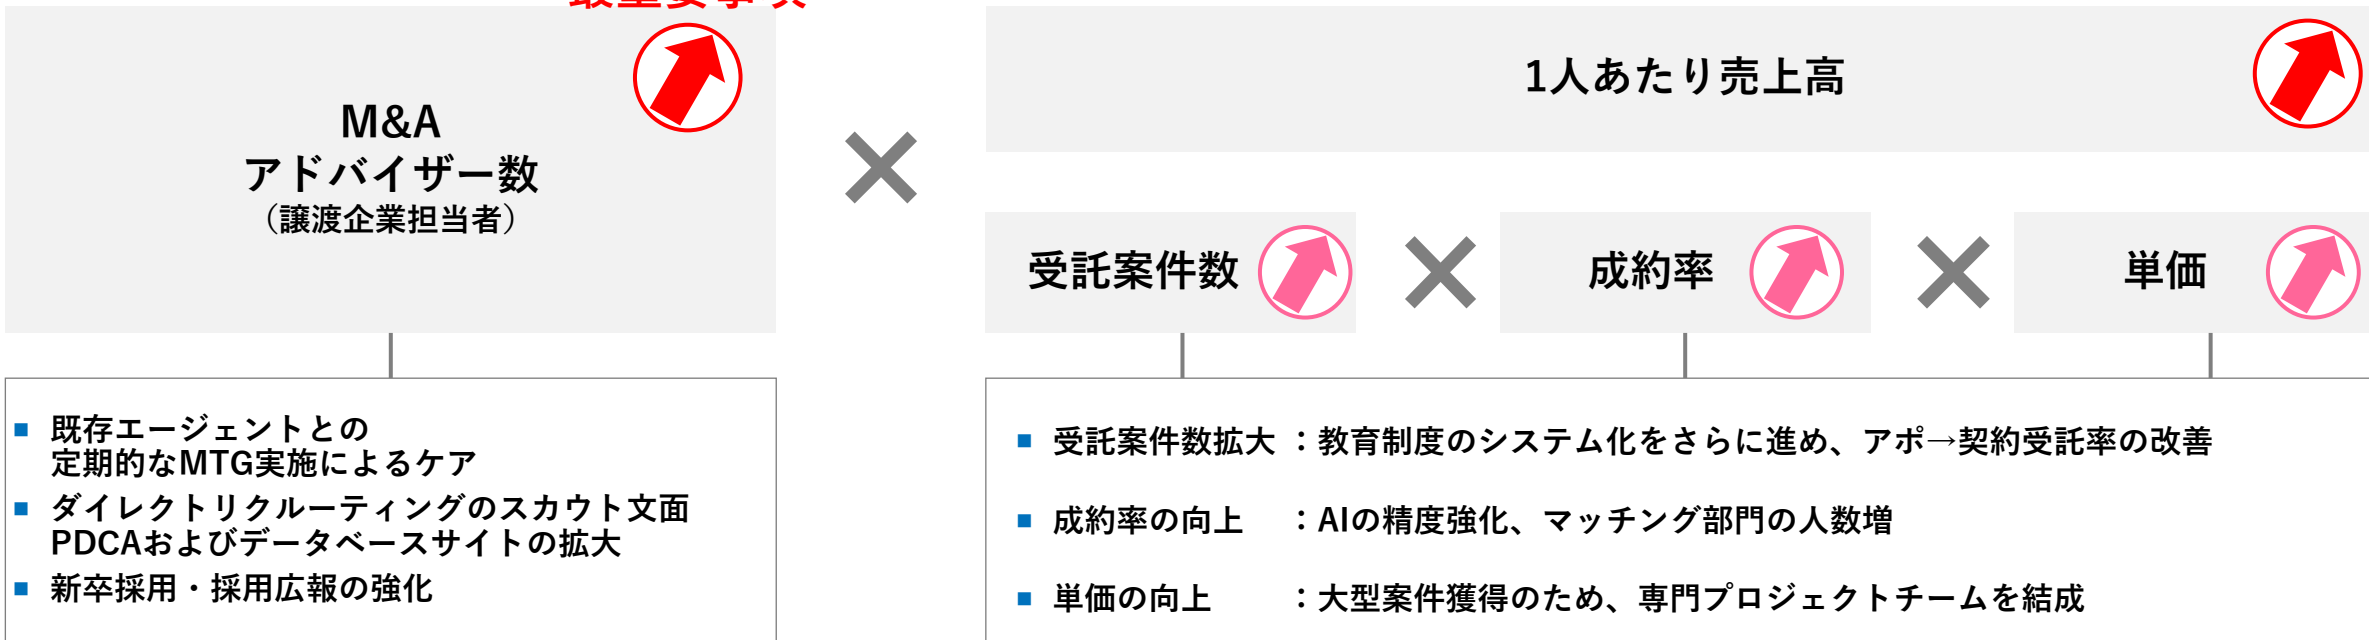 最重要事項
M&A
アドバイザー数
（譲渡企業担当者）
1人あたり売上高
受託案件数
成約率
単価
■ 既存エージェントとの
定期的なMTG実施によるケア
■ ダイレクトリクルーティングのスカウト文面
PDCAおよびデータベースサイトの拡大
■ 新卒採用・採用広報の強化
■ 受託案件数拡大 ：教育制度のシステム化をさらに進め、アポ→契約受託率の改善
■ 成約率の向上 ：AIの精度強化、マッチング部門の人数増
■ 単価の向上 ：大型案件獲得のため、専門プロジェクトチームを結成